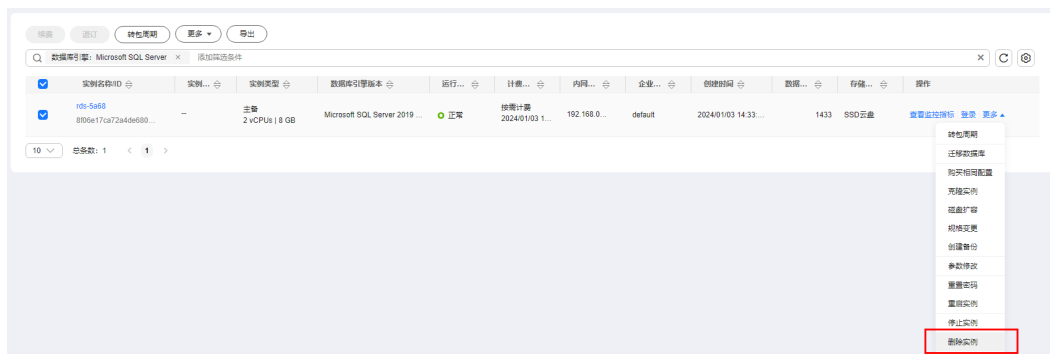 续费 退订 转包周期 更多 导出
数据库引擎：Microsoft SQL Server × 添加筛选条件
实例名称/ID 实例... 实例类型 数据库引擎版本 运行... 计费... 内网... 企业... 创建时间 数据... 存储... 操作
rds-5a68 主备 按需计费
8f06e17ca72a4de680... -- 2 vCPUs | 8 GB Microsoft SQL Server 2019 ... 正常 2024/01/03 1... 192.168.0... default 2024/01/03 14:33:... 1433 SSD云盘 查看监控指标 登录 更多
10 总条数：1 < 1 >
转包周期
迁移数据库
购买相同配置
克隆实例
磁盘扩容
规格变更
创建备份
参数修改
重置密码
重启实例
停止实例
删除实例